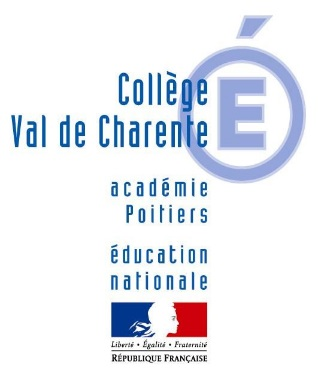 Collège
Val de Charente
É
académie
Poitiers
éducation
nationale
Liberté • Égalité • Fraternité
RÉPUBLIQUE FRANÇAISE